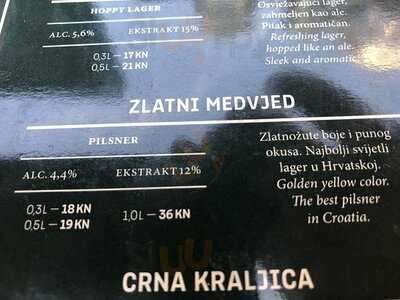 HOPPY LAGER
ALC. 5,6% EKSTRAKT 15%
0,3L – 17 KN
0,5L – 21 KN
Osvježavajući lager,
zahmeljen kao ale.
Pitak i aromatičan.
Refreshing lager,
hopped like an ale.
Sleek and aromatic.
ZLATNI MEDVJED
PILSNER
ALC. 4,4% EKSTRAKT 12%
0,3L – 18 KN 1,0L – 36 KN
0,5L – 19 KN
Zlatnožute boje i punog
okusa. Najbolji svijetli
lager u Hrvatskoj.
Golden yellow color.
The best pilsner
in Croatia.
CRNA KRALJICA